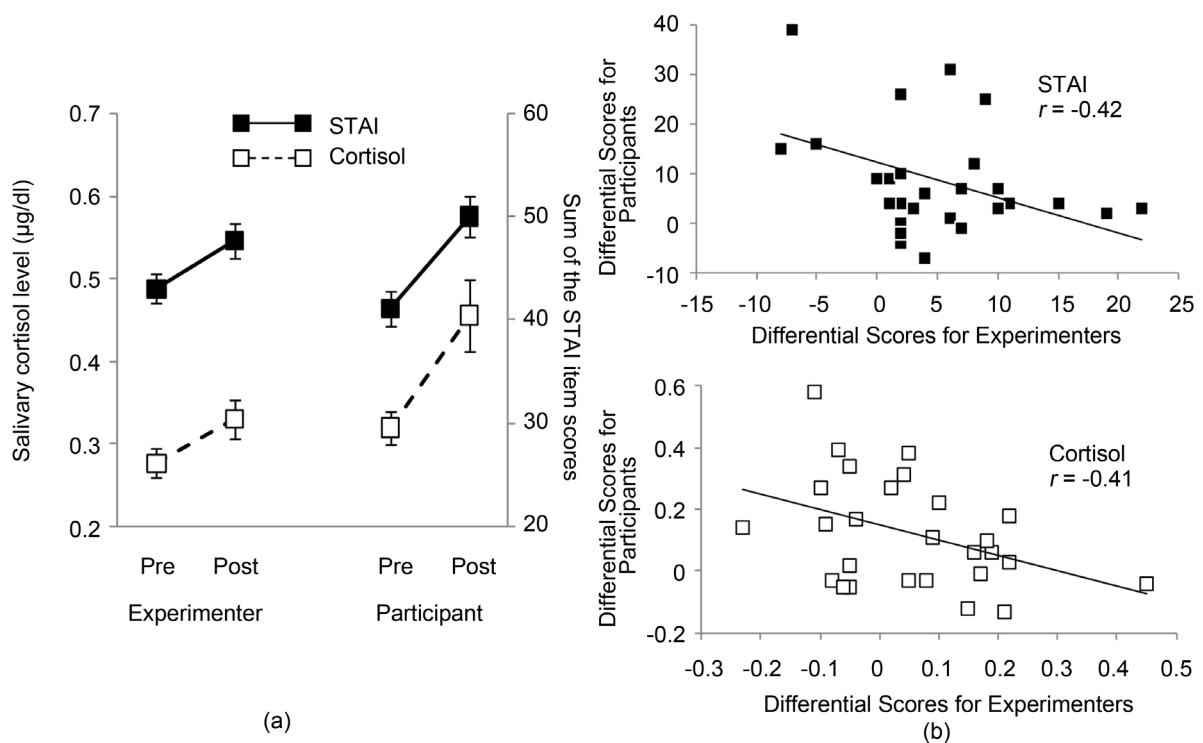 0.7
0.6
0.5
0.4
0.3
0.2
Salivary cortisol level (µg/dl)
STAI
Cortisol
60
50
40
30
20
Sum of the STAI item scores
Pre Post Pre Post
Experimenter Participant
(a)
40
30
20
10
0
-10
Differential Scores for
Participants
STAI
r = -0.42
-15 -10 -5 0 5 10 15 20 25
Differential Scores for Experimenters
0.6
0.4
0.2
0
-0.2
Differential Scores for
Participants
Cortisol
r = -0.41
-0.3 -0.2 -0.1 0 0.1 0.2 0.3 0.4 0.5
Differential Scores for Experimenters
(b)